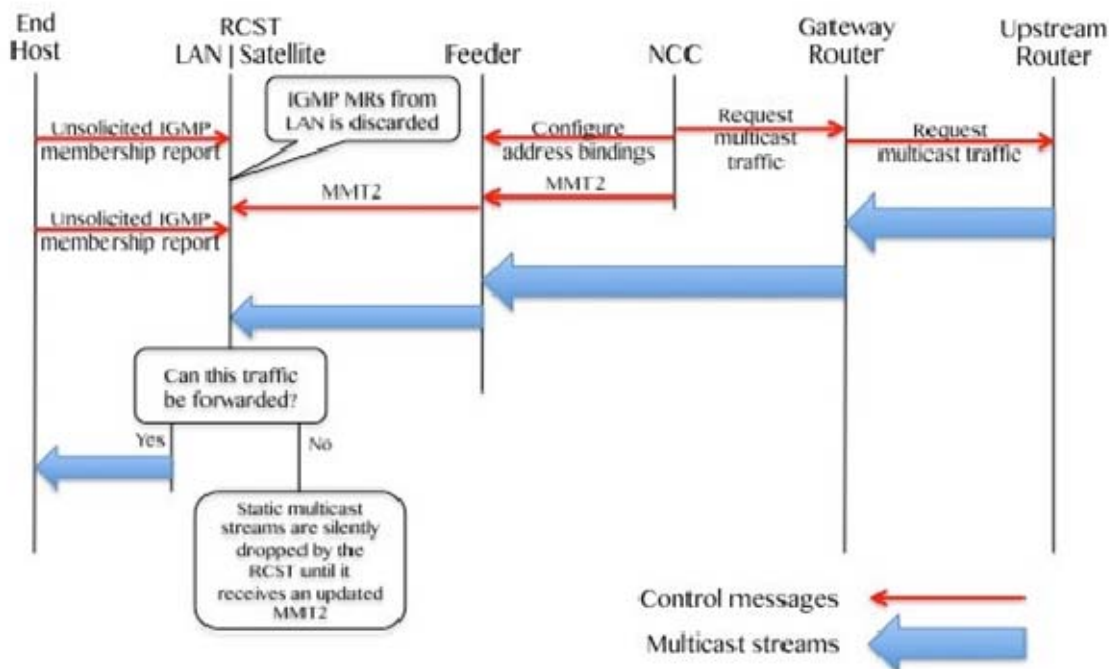 End
Host
RCST
LAN | Satellite
Feeder
NCC
Gateway
Router
Upstream
Router
IGMP MRs from
LAN is discarded
Unsolicited IGMP
membership report
Configure
address bindings
Request
multicast
traffic
Request
multicast traffic
MMT2
MMT2
Unsolicited IGMP
membership report
Can this traffic
be forwarded?
Yes
No
Static multicast
streams are silently
dropped by the
RCST until it
receives an updated
MMT2
Control messages
Multicast streams